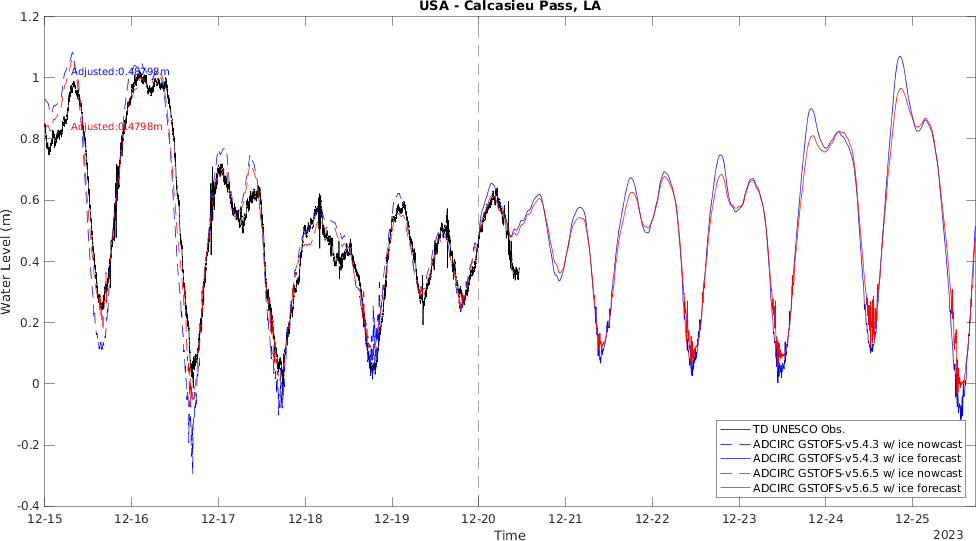 USA - Calcasieu Pass, LA
1.2
1
0.8
0.6
0.4
0.2
0
-0.2
-0.4
Water Level (m)
Adjusted:0.48798m
Adjusted:0.4798m
TD UNESCO Obs.
ADCIRC GSTOFS-v5.4.3 w/ ice nowcast
ADCIRC GSTOFS-v5.4.3 w/ ice forecast
ADCIRC GSTOFS-v5.6.5 w/ ice nowcast
ADCIRC GSTOFS-v5.6.5 w/ ice forecast
12-15 12-16 12-17 12-18 12-19 12-20 12-21 12-22 12-23 12-24 12-25
Time
2023